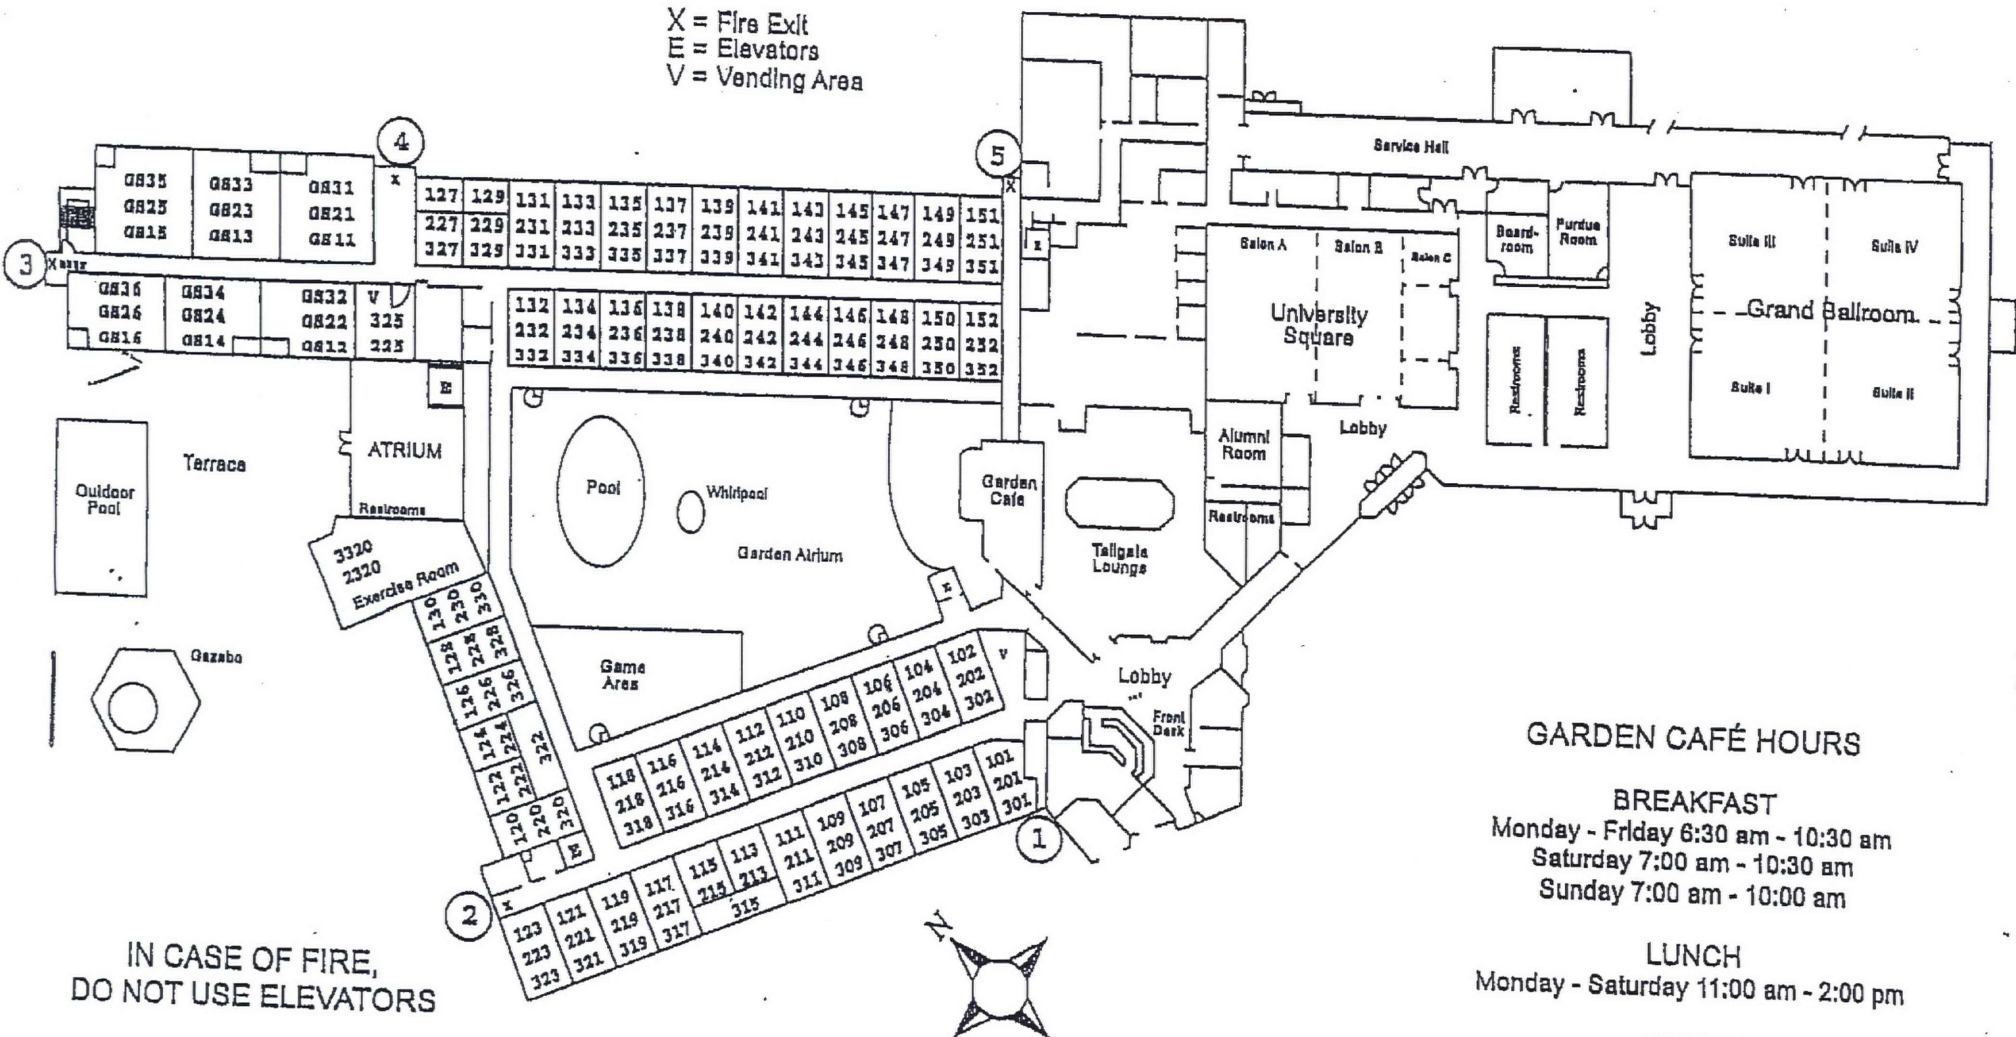 X = Fire Exit
E = Elevators
V = Vending Area
4
5
3
X
GS35 GS33 GS31
GS25 GS23 GS21
GS15 GS13 GS11
X
127 129 131 133 135 137 139 141 143 145 147 149 151
227 229 231 233 235 237 239 241 243 245 247 249 251
327 329 331 333 335 337 339 341 343 345 347 349 351
X
GS36 GS34 GS32 V
GS26 GS24 GS22 325
GS16 GS14 GS12 225
132 134 136 138 140 142 144 146 148 150 152
232 234 236 238 240 242 244 246 248 250 252
332 334 336 338 340 342 344 346 348 350 352
E
Service Hall
Salon A
Salon B
Salon C
University
Square
Board-
room
Purdue
Room
Restrooms
Restrooms
Lobby
Suite III
Suite IV
Grand Ballroom
Suite I
Suite II
Lobby
Alumni
Room
Restrooms
ATRIUM
Restrooms
Terrace
Outdoor
Pool
Gazebo
Pool
Whirlpool
Garden Atrium
Game
Area
Garden
Cafe
Tailgate
Lounge
Lobby
Front
Desk
3320
2320
Exercise Room
130 230 330
128 228 328
126 226 326
124 224
322
122 222
120 220 320
E
118 116 114 112 110 108 106 104 102 V
218 216 214 212 210 208 206 204 202
318 316 314 312 310 308 306 304 302
123 121 119 117 115 113 111 109 107 105 103 101
223 221 219 217 215 213 211 209 207 205 203 201
323 321 319 317 315 311 309 307 305 303 301
X
1
2
N
IN CASE OF FIRE,
DO NOT USE ELEVATORS
GARDEN CAFÉ HOURS
BREAKFAST
Monday - Friday 6:30 am - 10:30 am
Saturday 7:00 am - 10:30 am
Sunday 7:00 am - 10:00 am
LUNCH
Monday - Saturday 11:00 am - 2:00 pm